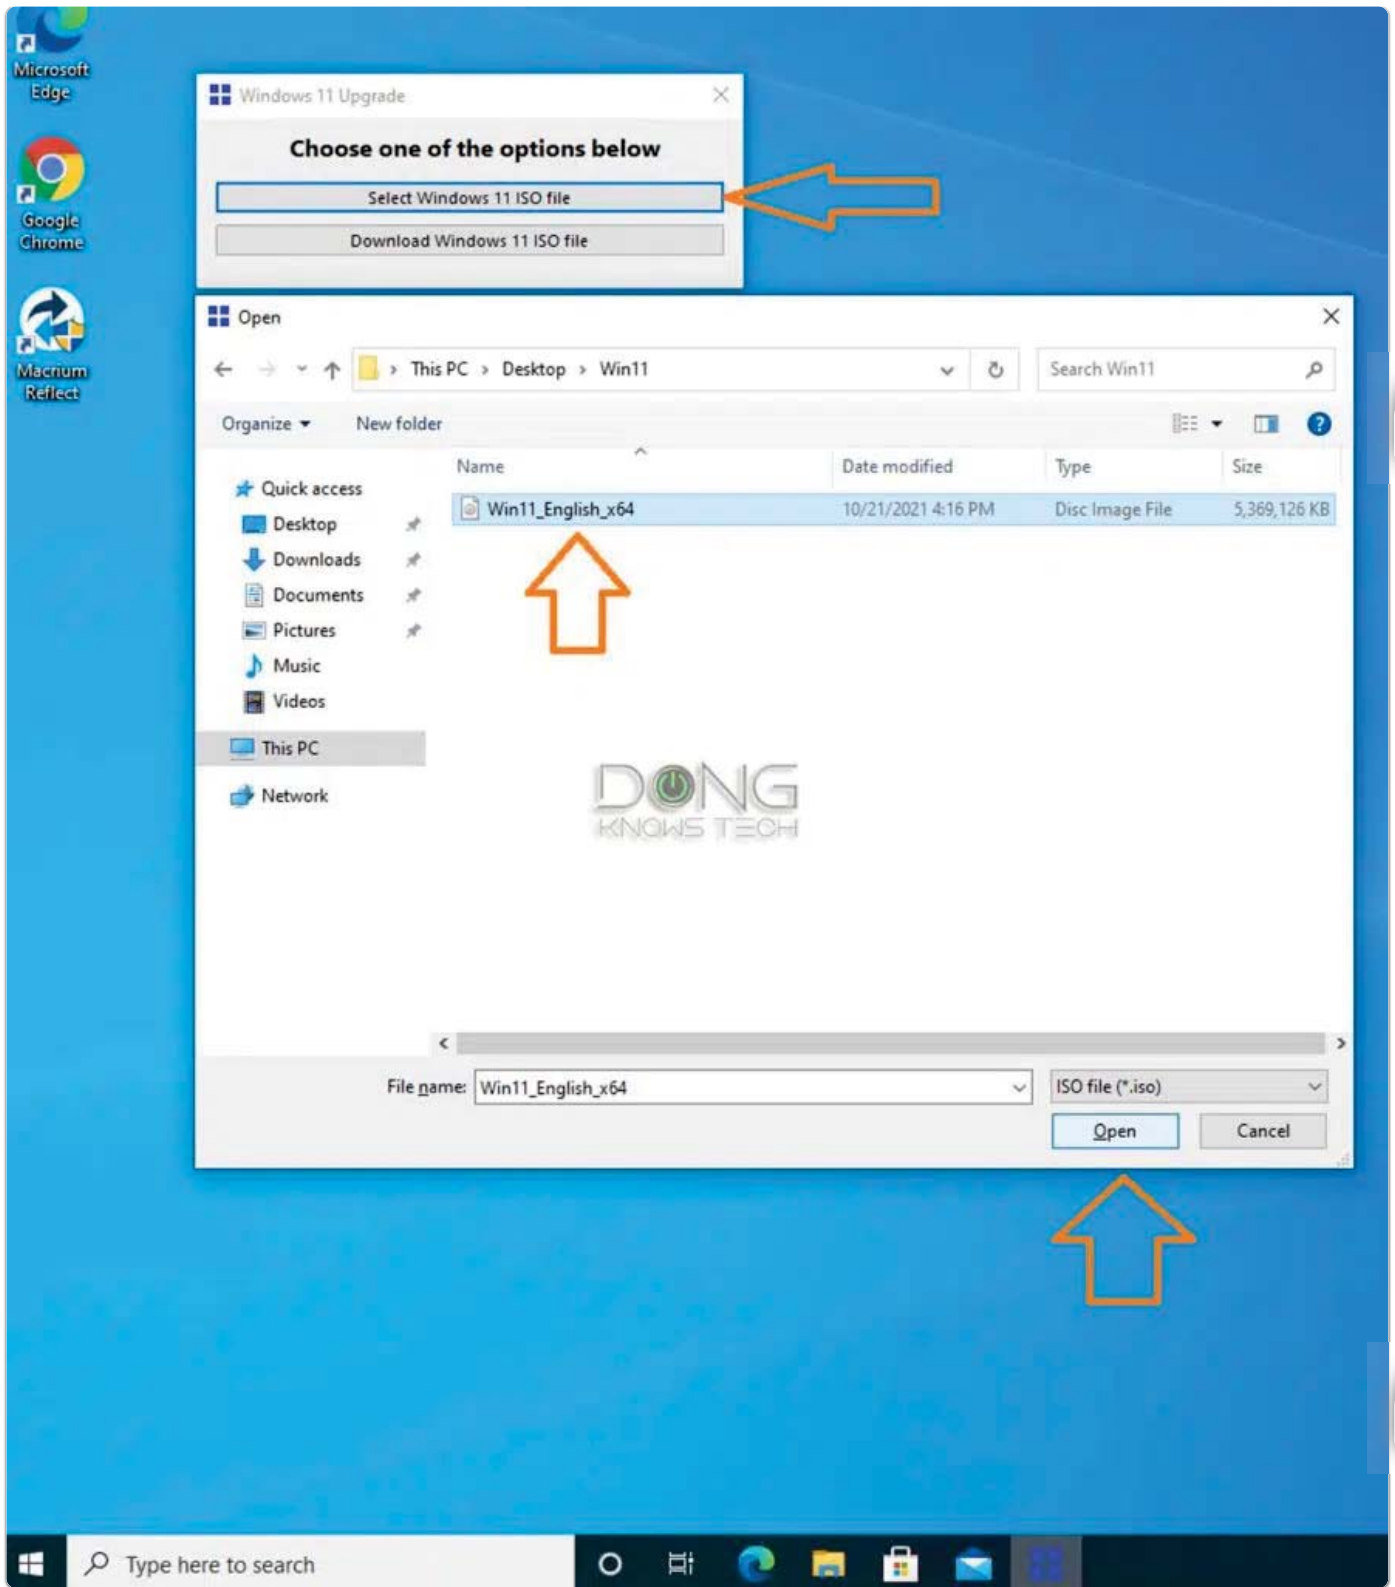 Microsoft
Edge
Google
Chrome
Macrium
Reflect
Windows 11 Upgrade
Choose one of the options below
Select Windows 11 ISO file
Download Windows 11 ISO file
Open
This PC > Desktop > Win11
Search Win11
Organize
New folder
Name Date modified Type Size
Win11_English_x64 10/21/2021 4:16 PM Disc Image File 5,369,126 KB
Quick access
Desktop
Downloads
Documents
Pictures
Music
Videos
This PC
Network
DONG
KNOWS TECH
File name: Win11_English_x64 ISO file (*.iso)
Open Cancel
Type here to search